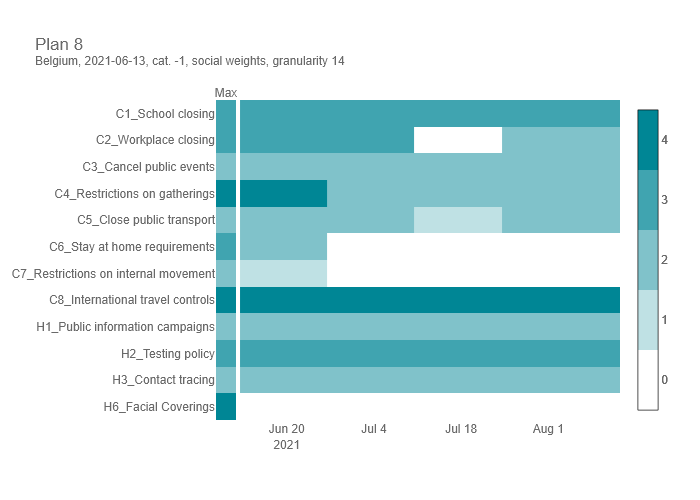 Plan 8
Belgium, 2021-06-13, cat. -1, social weights, granularity 14
Max
C1_School closing
C2_Workplace closing
C3_Cancel public events
C4_Restrictions on gatherings
C5_Close public transport
C6_Stay at home requirements
C7_Restrictions on internal movement
C8_International travel controls
H1_Public information campaigns
H2_Testing policy
H3_Contact tracing
H6_Facial Coverings
Jun 20 Jul 4 Jul 18 Aug 1
2021
4
3
2
1
0